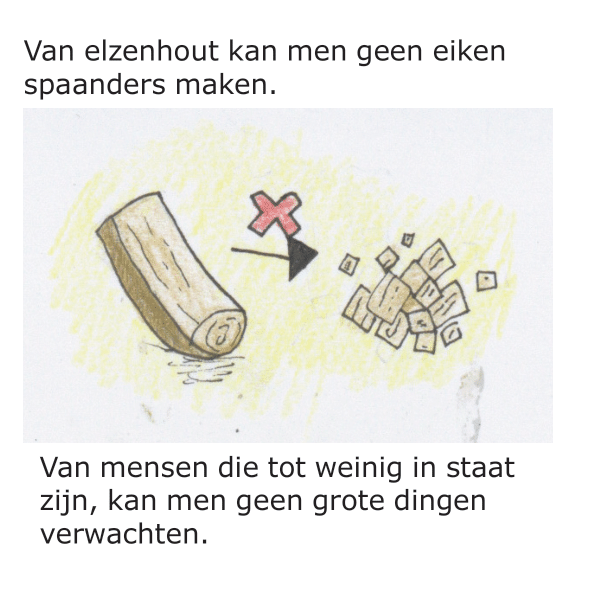 Van elzenhout kan men geen eiken
spaanders maken.
Van mensen die tot weinig in staat
zijn, kan men geen grote dingen
verwachten.